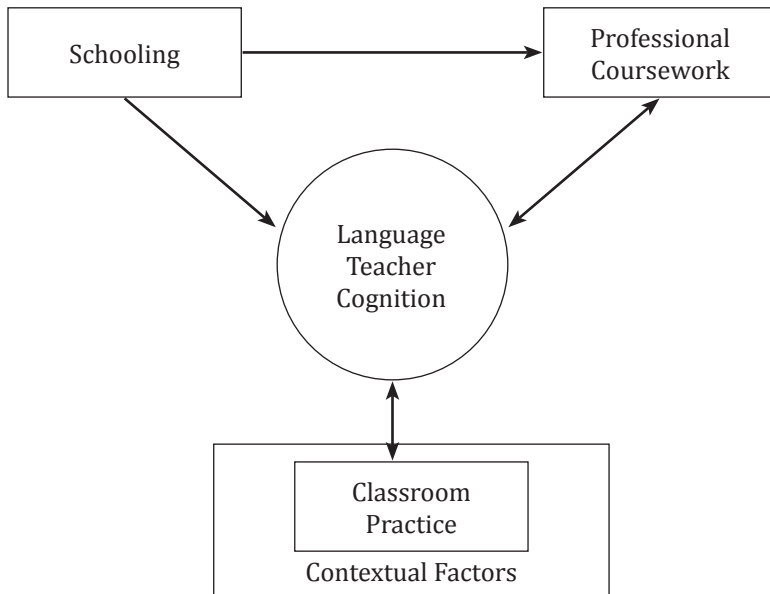 Schooling
Professional
Coursework
Language
Teacher
Cognition
Classroom
Practice
Contextual Factors